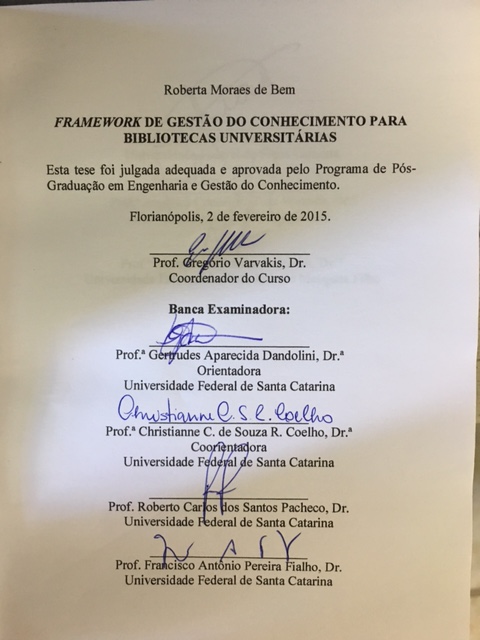 Roberta Moraes de Bem
FRAMEWORK DE GESTÃO DO CONHECIMENTO PARA
BIBLIOTECAS UNIVERSITÁRIAS
Esta tese foi julgada adequada e aprovada pelo Programa de Pós-
Graduação em Engenharia e Gestão do Conhecimento.
Florianópolis, 2 de fevereiro de 2015.
Prof. Gregório Varvakis, Dr.
Coordenador do Curso
Banca Examinadora:
Prof.ª Gertrudes Aparecida Dandolini, Dr.ª
Orientadora
Universidade Federal de Santa Catarina
Christianne C. S. R. Coelho
Prof.ª Christianne C. de Souza R. Coelho, Dr.ª
Coorientadora
Universidade Federal de Santa Catarina
Prof. Roberto Carlos dos Santos Pacheco, Dr.
Universidade Federal de Santa Catarina
Prof. Francisco Antônio Pereira Fialho, Dr.
Universidade Federal de Santa Catarina